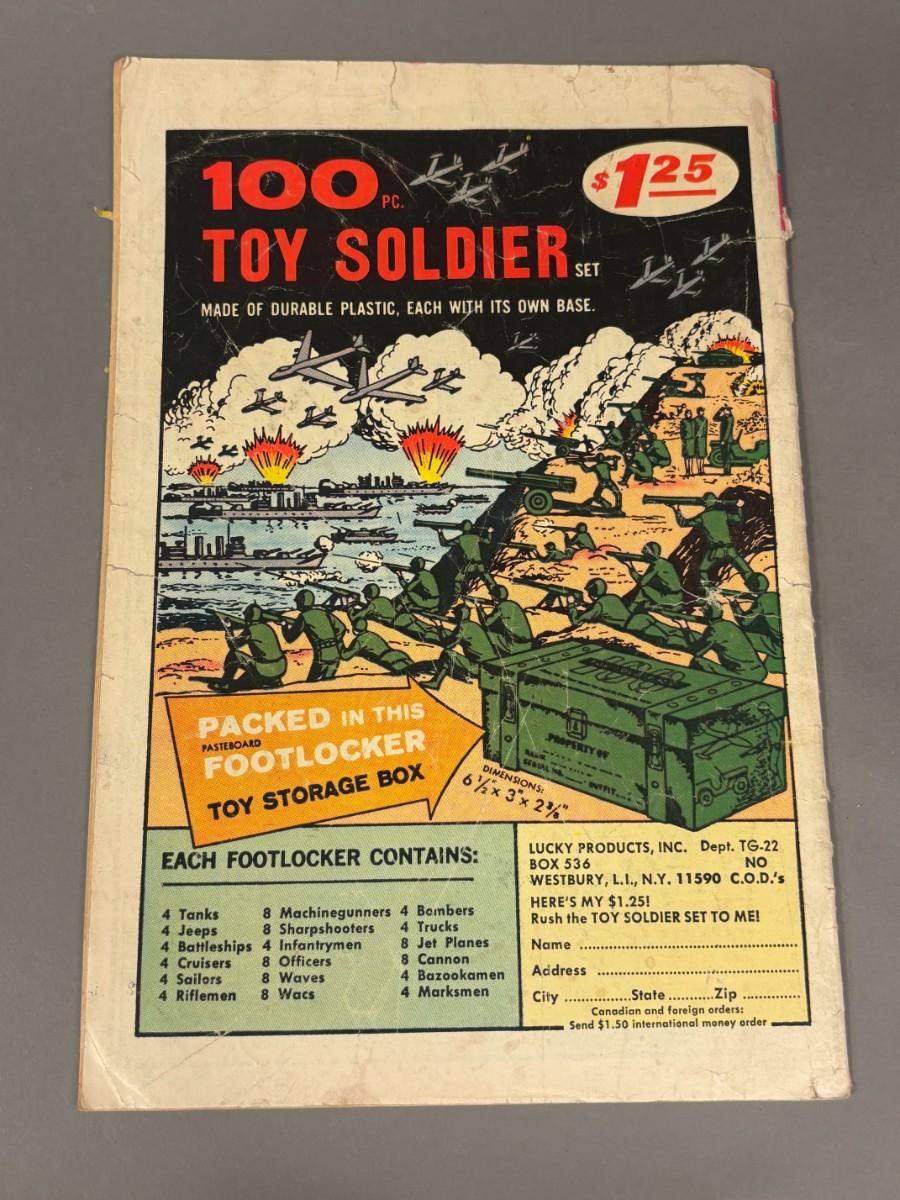 100 PC.
$1.25
TOY SOLDIER SET
MADE OF DURABLE PLASTIC, EACH WITH ITS OWN BASE.
PACKED IN THIS
PASTEBOARD
FOOTLOCKER
TOY STORAGE BOX
PROPERTY OF
SERIAL NO.
OUTFIT....
DIMENSIONS:
6 1/2" x 3" x 2 3/8"
EACH FOOTLOCKER CONTAINS:
4 Tanks 8 Machinegunners 4 Bombers
4 Jeeps 8 Sharpshooters 4 Trucks
4 Battleships 4 Infantrymen 8 Jet Planes
4 Cruisers 8 Officers 8 Cannon
4 Sailors 8 Waves 4 Bazookamen
4 Riflemen 8 Wacs 4 Marksmen
LUCKY PRODUCTS, INC. Dept. TG-22
BOX 536 NO
WESTBURY, L.I., N.Y. 11590 C.O.D.'s
HERE'S MY $1.25!
Rush the TOY SOLDIER SET TO ME!
Name ..........
Address ..........
City ..........State ..........Zip ..........
Canadian and foreign orders:
Send $1.50 international money order